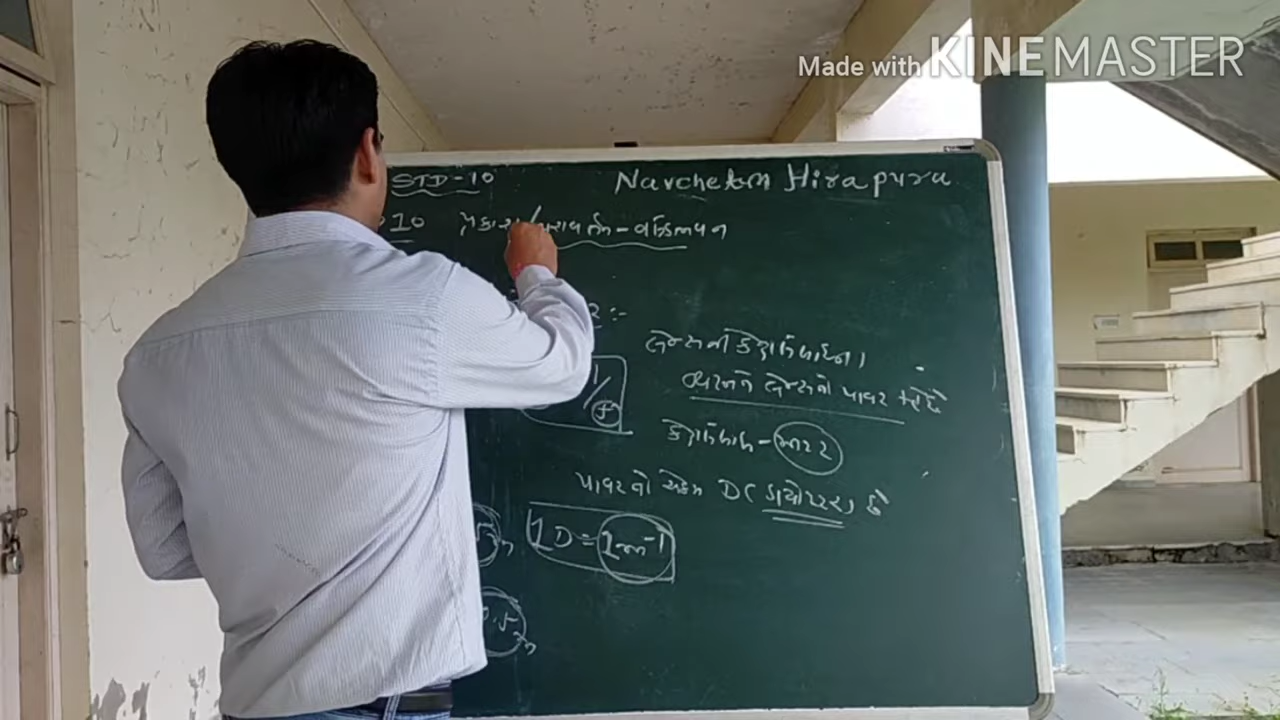 Made with KINEMASTER
STD-10
Navchetan Hirapura
10 પ્રકાશ પરાવર્તન-વક્રીભવન
ર :-
1/f
લેન્સની કેન્દ્રલંબાઈના
વ્યસ્તને લેન્સનો પાવર કહે છે
કેન્દ્રલંબાઈ - મીટર
પાવરનો એકમ D (ડાયોપ્ટર) છે
1D = 1m⁻¹